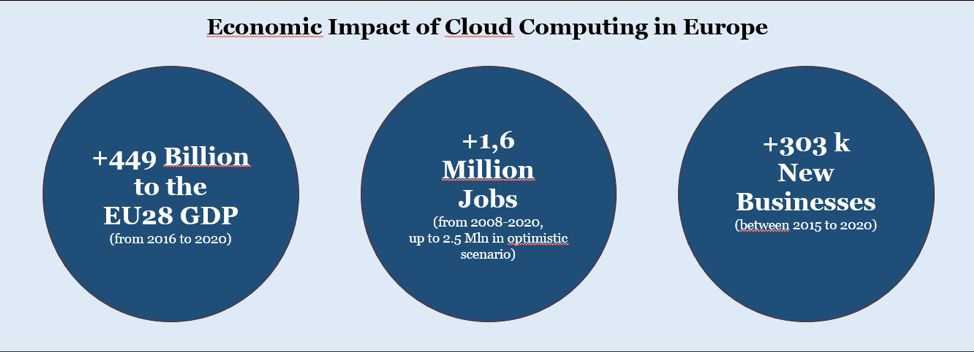 Economic Impact of Cloud Computing in Europe
+449 Billion
to the
EU28 GDP
(from 2016 to 2020)
+1,6
Million
Jobs
(from 2008-2020,
up to 2.5 Mln in optimistic
scenario)
+303 k
New
Businesses
(between 2015 to 2020)